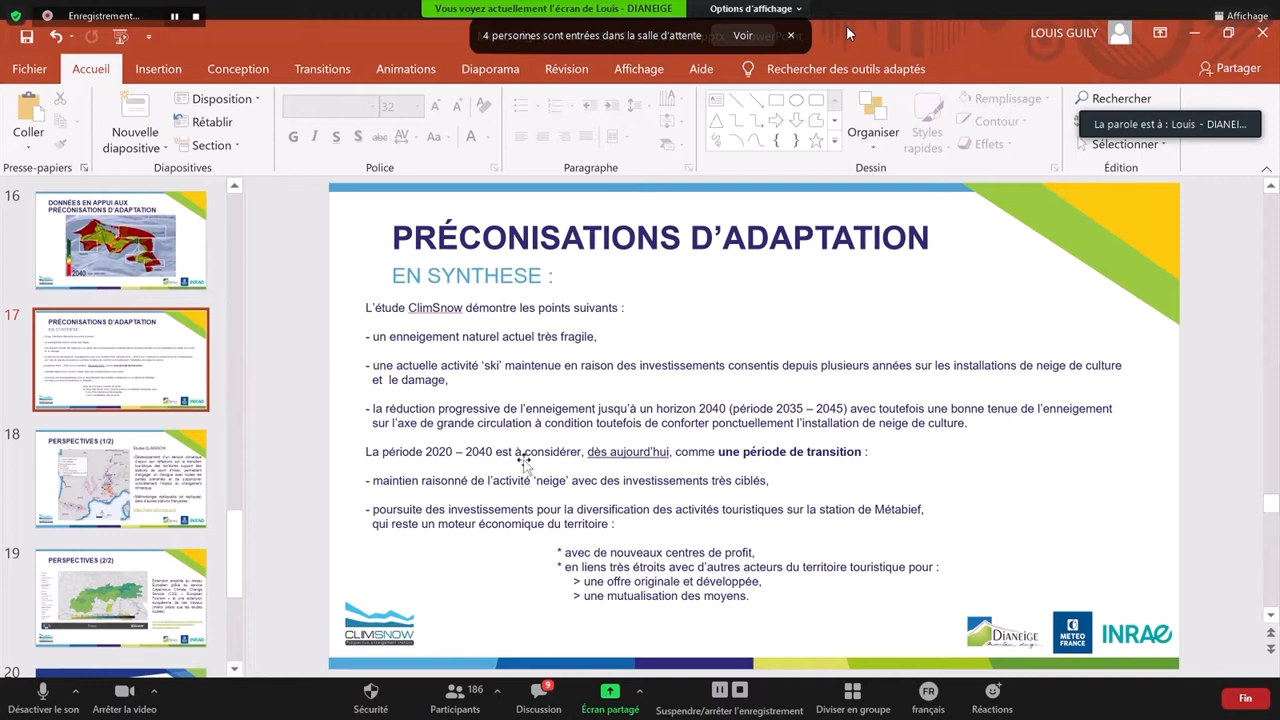 Enregistrement...
Vous voyez actuellement l'écran de Louis - DIANEIGE
Options d'affichage
Affichage
4 personnes sont entrées dans la salle d'attente
Voir
LOUIS GUILY
Fichier
Accueil
Insertion
Conception
Transitions
Animations
Diaporama
Révision
Affichage
Aide
Rechercher des outils adaptés
Partager
Coller
Nouvelle
diapositive
Disposition
Rétablir
Section
32
G I S S
Aa
Organiser
Styles
rapides
Remplissage
Contour
Effets
Rechercher
La parole est à : Louis - DIANEI...
Sélectionner
Presse-papiers
Diapositives
Police
Paragraphe
Dessin
Édition
16
DONNÉES EN APPUI AUX
PRÉCONISATIONS D'ADAPTATION
2040
17
PRÉCONISATIONS D'ADAPTATION
18
PERSPECTIVES (1/2)
19
PERSPECTIVES (2/2)
20
PRÉCONISATIONS D'ADAPTATION
EN SYNTHESE :
L'étude ClimSnow démontre les points suivants :
- un enneigement naturel actuel très fragile,
- une actuelle activité 'ski' maintenue en raison des investissements consentis depuis plusieurs années sur les installations de neige de culture
et le damage,
- la réduction progressive de l'enneigement jusqu'à un horizon 2040 (période 2035 – 2045) avec toutefois une bonne tenue de l'enneigement
sur l'axe de grande circulation à condition toutefois de conforter ponctuellement l'installation de neige de culture.
La période 2020 – 2040 est à considérer, dès aujourd'hui, comme une période de transition :
- maintien raisonné de l'activité 'neige' avec des investissements très ciblés,
- poursuite des investissements pour la diversification des activités touristiques sur la station de Métabief,
qui reste un moteur économique du territoire :
* avec de nouveaux centres de profit,
* en liens très étroits avec d'autres acteurs du territoire touristique pour :
> une offre originale et développée,
> une mutualisation des moyens.
CLIMSNOW
DIANEIGE
METEO
FRANCE
INRAE
Désactiver le son
Arrêter la video
Sécurité
Participants
186
Discussion
9
Écran partagé
Suspendre/arrêter l'enregistrement
Diviser en groupe
FR
français
Réactions
Fin